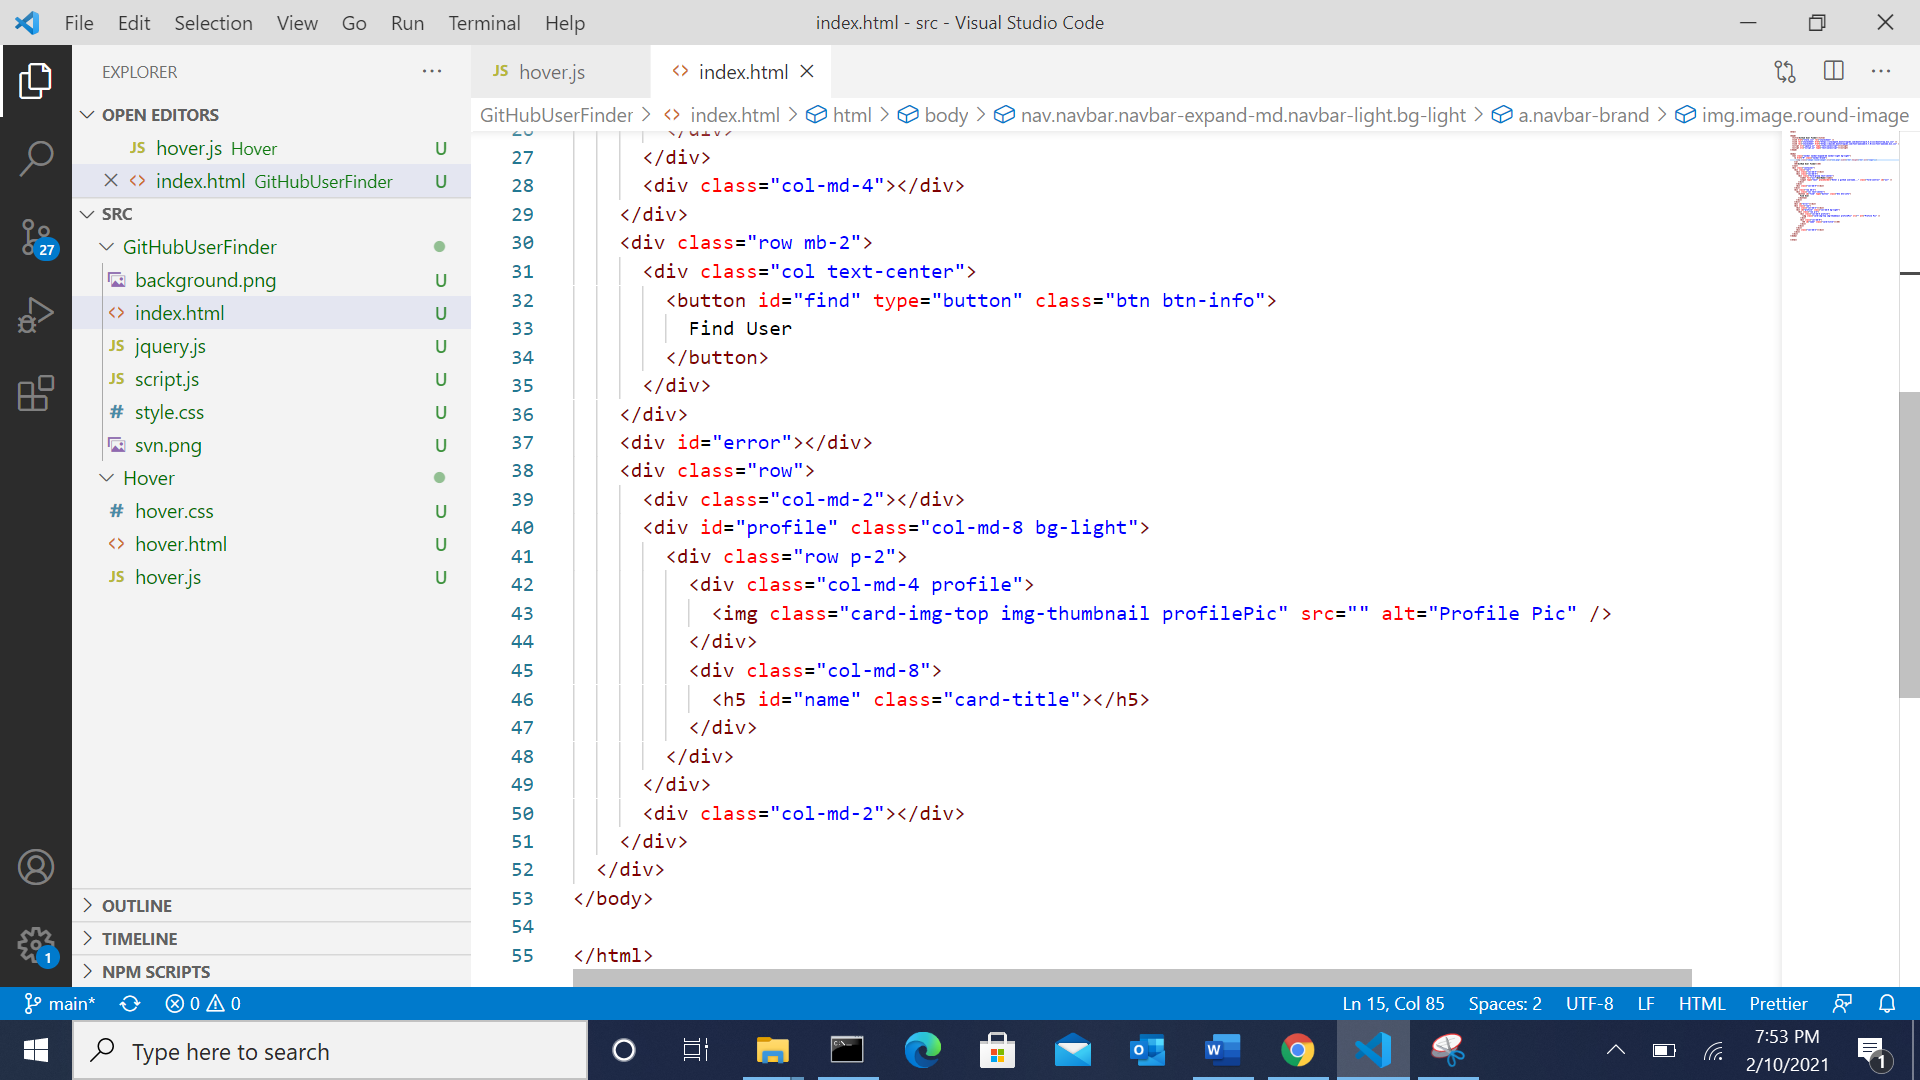 File Edit Selection View Go Run Terminal Help
index.html - src - Visual Studio Code
EXPLORER
OPEN EDITORS
JS hover.js Hover U
<> index.html GitHubUserFinder U
SRC
GitHubUserFinder
background.png U
<> index.html U
JS jquery.js U
JS script.js U
# style.css U
svn.png U
Hover
# hover.css U
<> hover.html U
JS hover.js U
OUTLINE
TIMELINE
NPM SCRIPTS
27
1
JS hover.js
<> index.html
GitHubUserFinder > <> index.html > html > body > nav.navbar.navbar-expand-md.navbar-light.bg-light > a.navbar-brand > img.image.round-image
26 </div>
27 </div>
28 <div class="col-md-4"></div>
29 </div>
30 <div class="row mb-2">
31 <div class="col text-center">
32 <button id="find" type="button" class="btn btn-info">
33 Find User
34 </button>
35 </div>
36 </div>
37 <div id="error"></div>
38 <div class="row">
39 <div class="col-md-2"></div>
40 <div id="profile" class="col-md-8 bg-light">
41 <div class="row p-2">
42 <div class="col-md-4 profile">
43 <img class="card-img-top img-thumbnail profilePic" src="" alt="Profile Pic" />
44 </div>
45 <div class="col-md-8">
46 <h5 id="name" class="card-title"></h5>
47 </div>
48 </div>
49 </div>
50 <div class="col-md-2"></div>
51 </div>
52 </div>
53 </body>
54
55 </html>
main* 0 0
Ln 15, Col 85 Spaces: 2 UTF-8 LF HTML Prettier
Type here to search
7:53 PM
2/10/2021
1